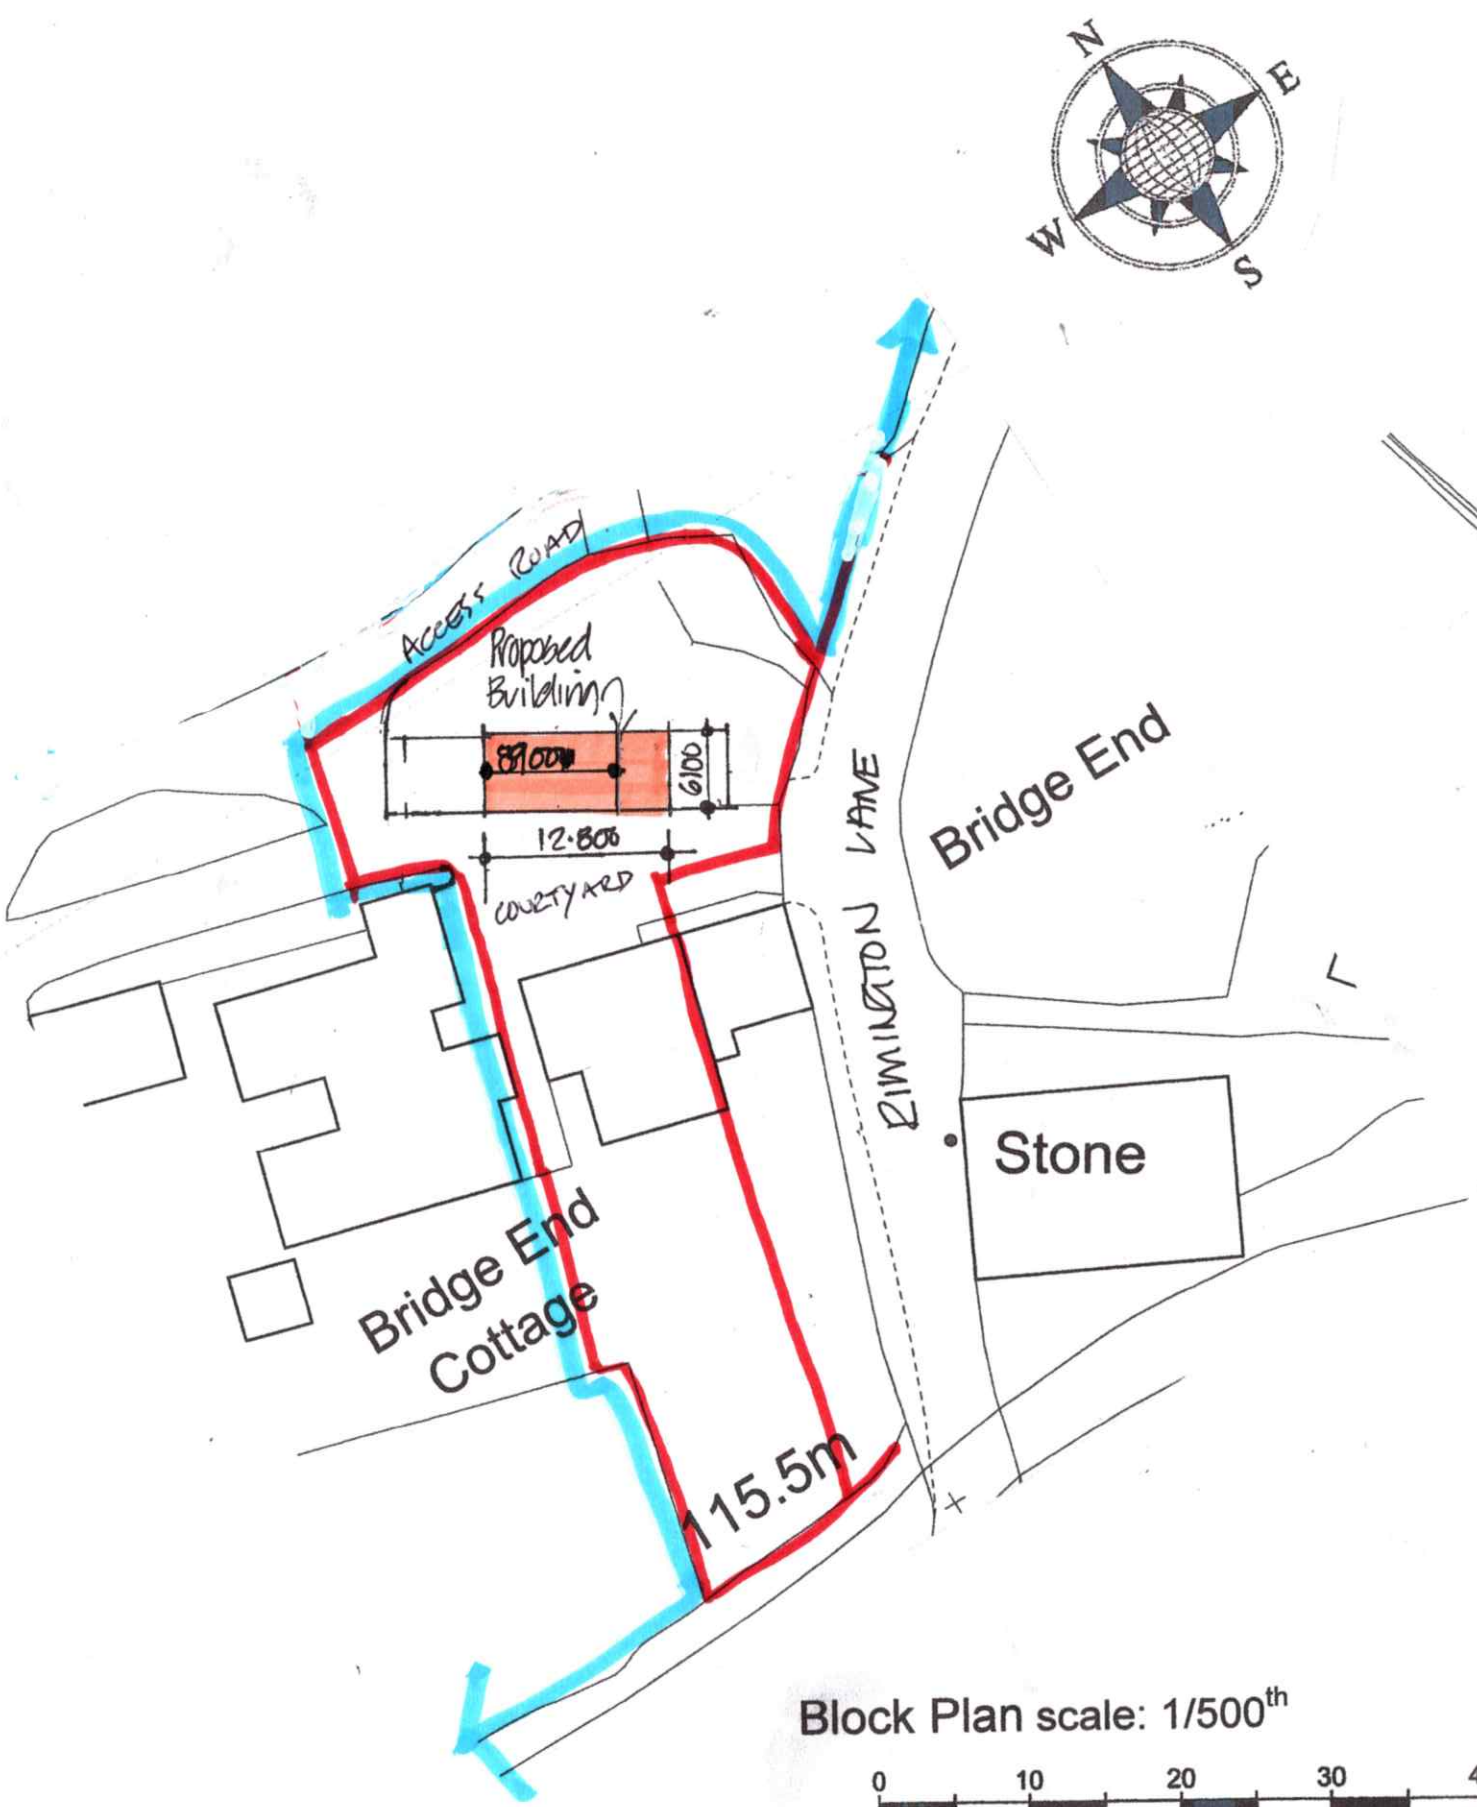 N
E
W
S
ACCESS ROAD
Proposed
Building
6100
12.800
COURTYARD
RIMINGTON LANE
Bridge End
Stone
Bridge End
Cottage
115.5m
Block Plan scale: 1/500th
0 10 20 30